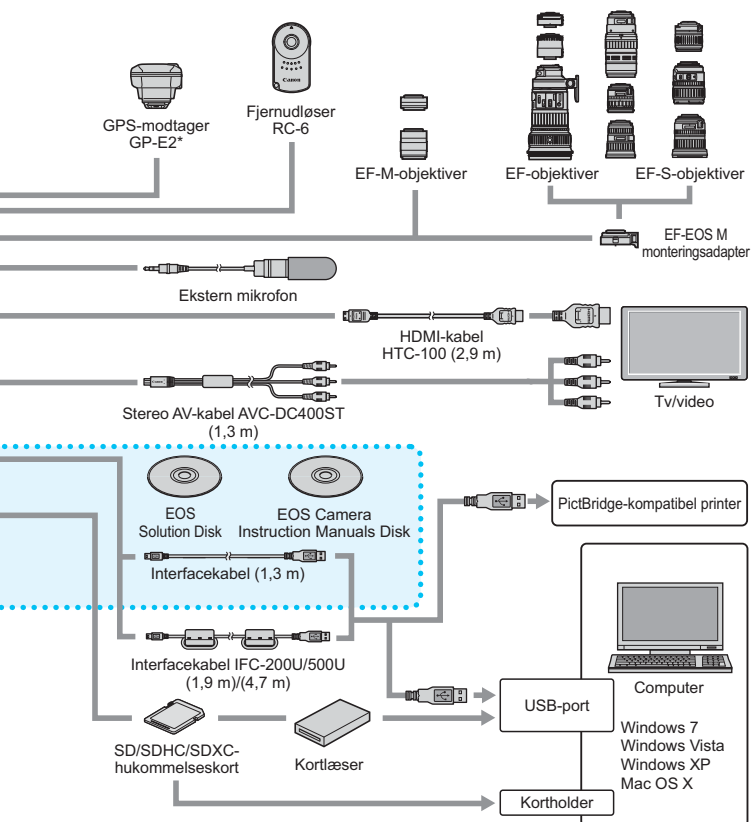 Canon
GPS-modtager
GP-E2*
Fjernudløser
RC-6
EF-M-objektiver
EF-objektiver
EF-S-objektiver
EF-EOS M
monteringsadapter
Ekstern mikrofon
HDMI-kabel
HTC-100 (2,9 m)
Stereo AV-kabel AVC-DC400ST
(1,3 m)
Tv/video
EOS
Solution Disk
EOS Camera
Instruction Manuals Disk
Interfacekabel (1,3 m)
PictBridge-kompatibel printer
Interfacekabel IFC-200U/500U
(1,9 m)/(4,7 m)
Computer
USB-port
Windows 7
Windows Vista
Windows XP
Mac OS X
SD/SDHC/SDXC-
hukommelseskort
Kortlæser
Kortholder